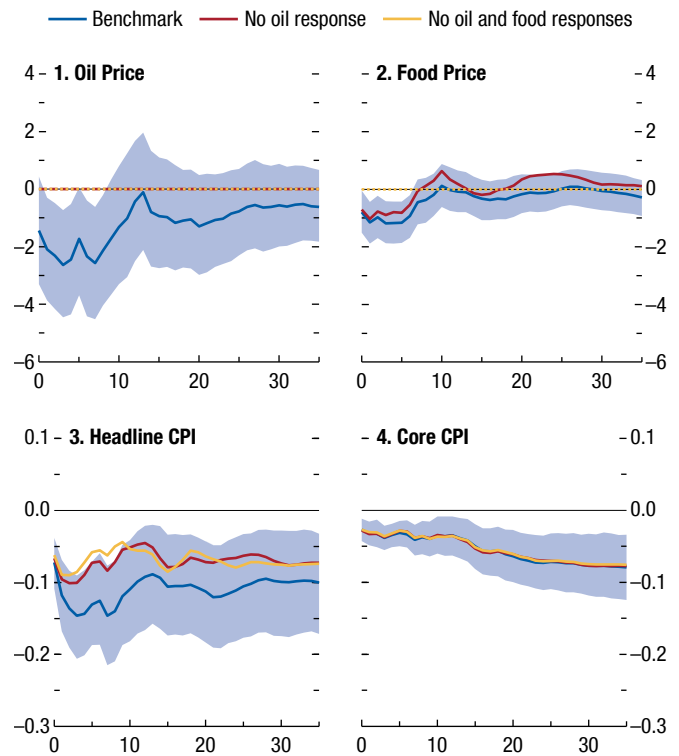 Benchmark No oil response No oil and food responses
4 1. Oil Price 2. Food Price 4
2 2
0 0
–2 –2
–4 –4
–6 –6
0 10 20 30 0 10 20 30
0.1 3. Headline CPI 4. Core CPI 0.1
0.0 0.0
–0.1 –0.1
–0.2 –0.2
–0.3 –0.3
0 10 20 30 0 10 20 30